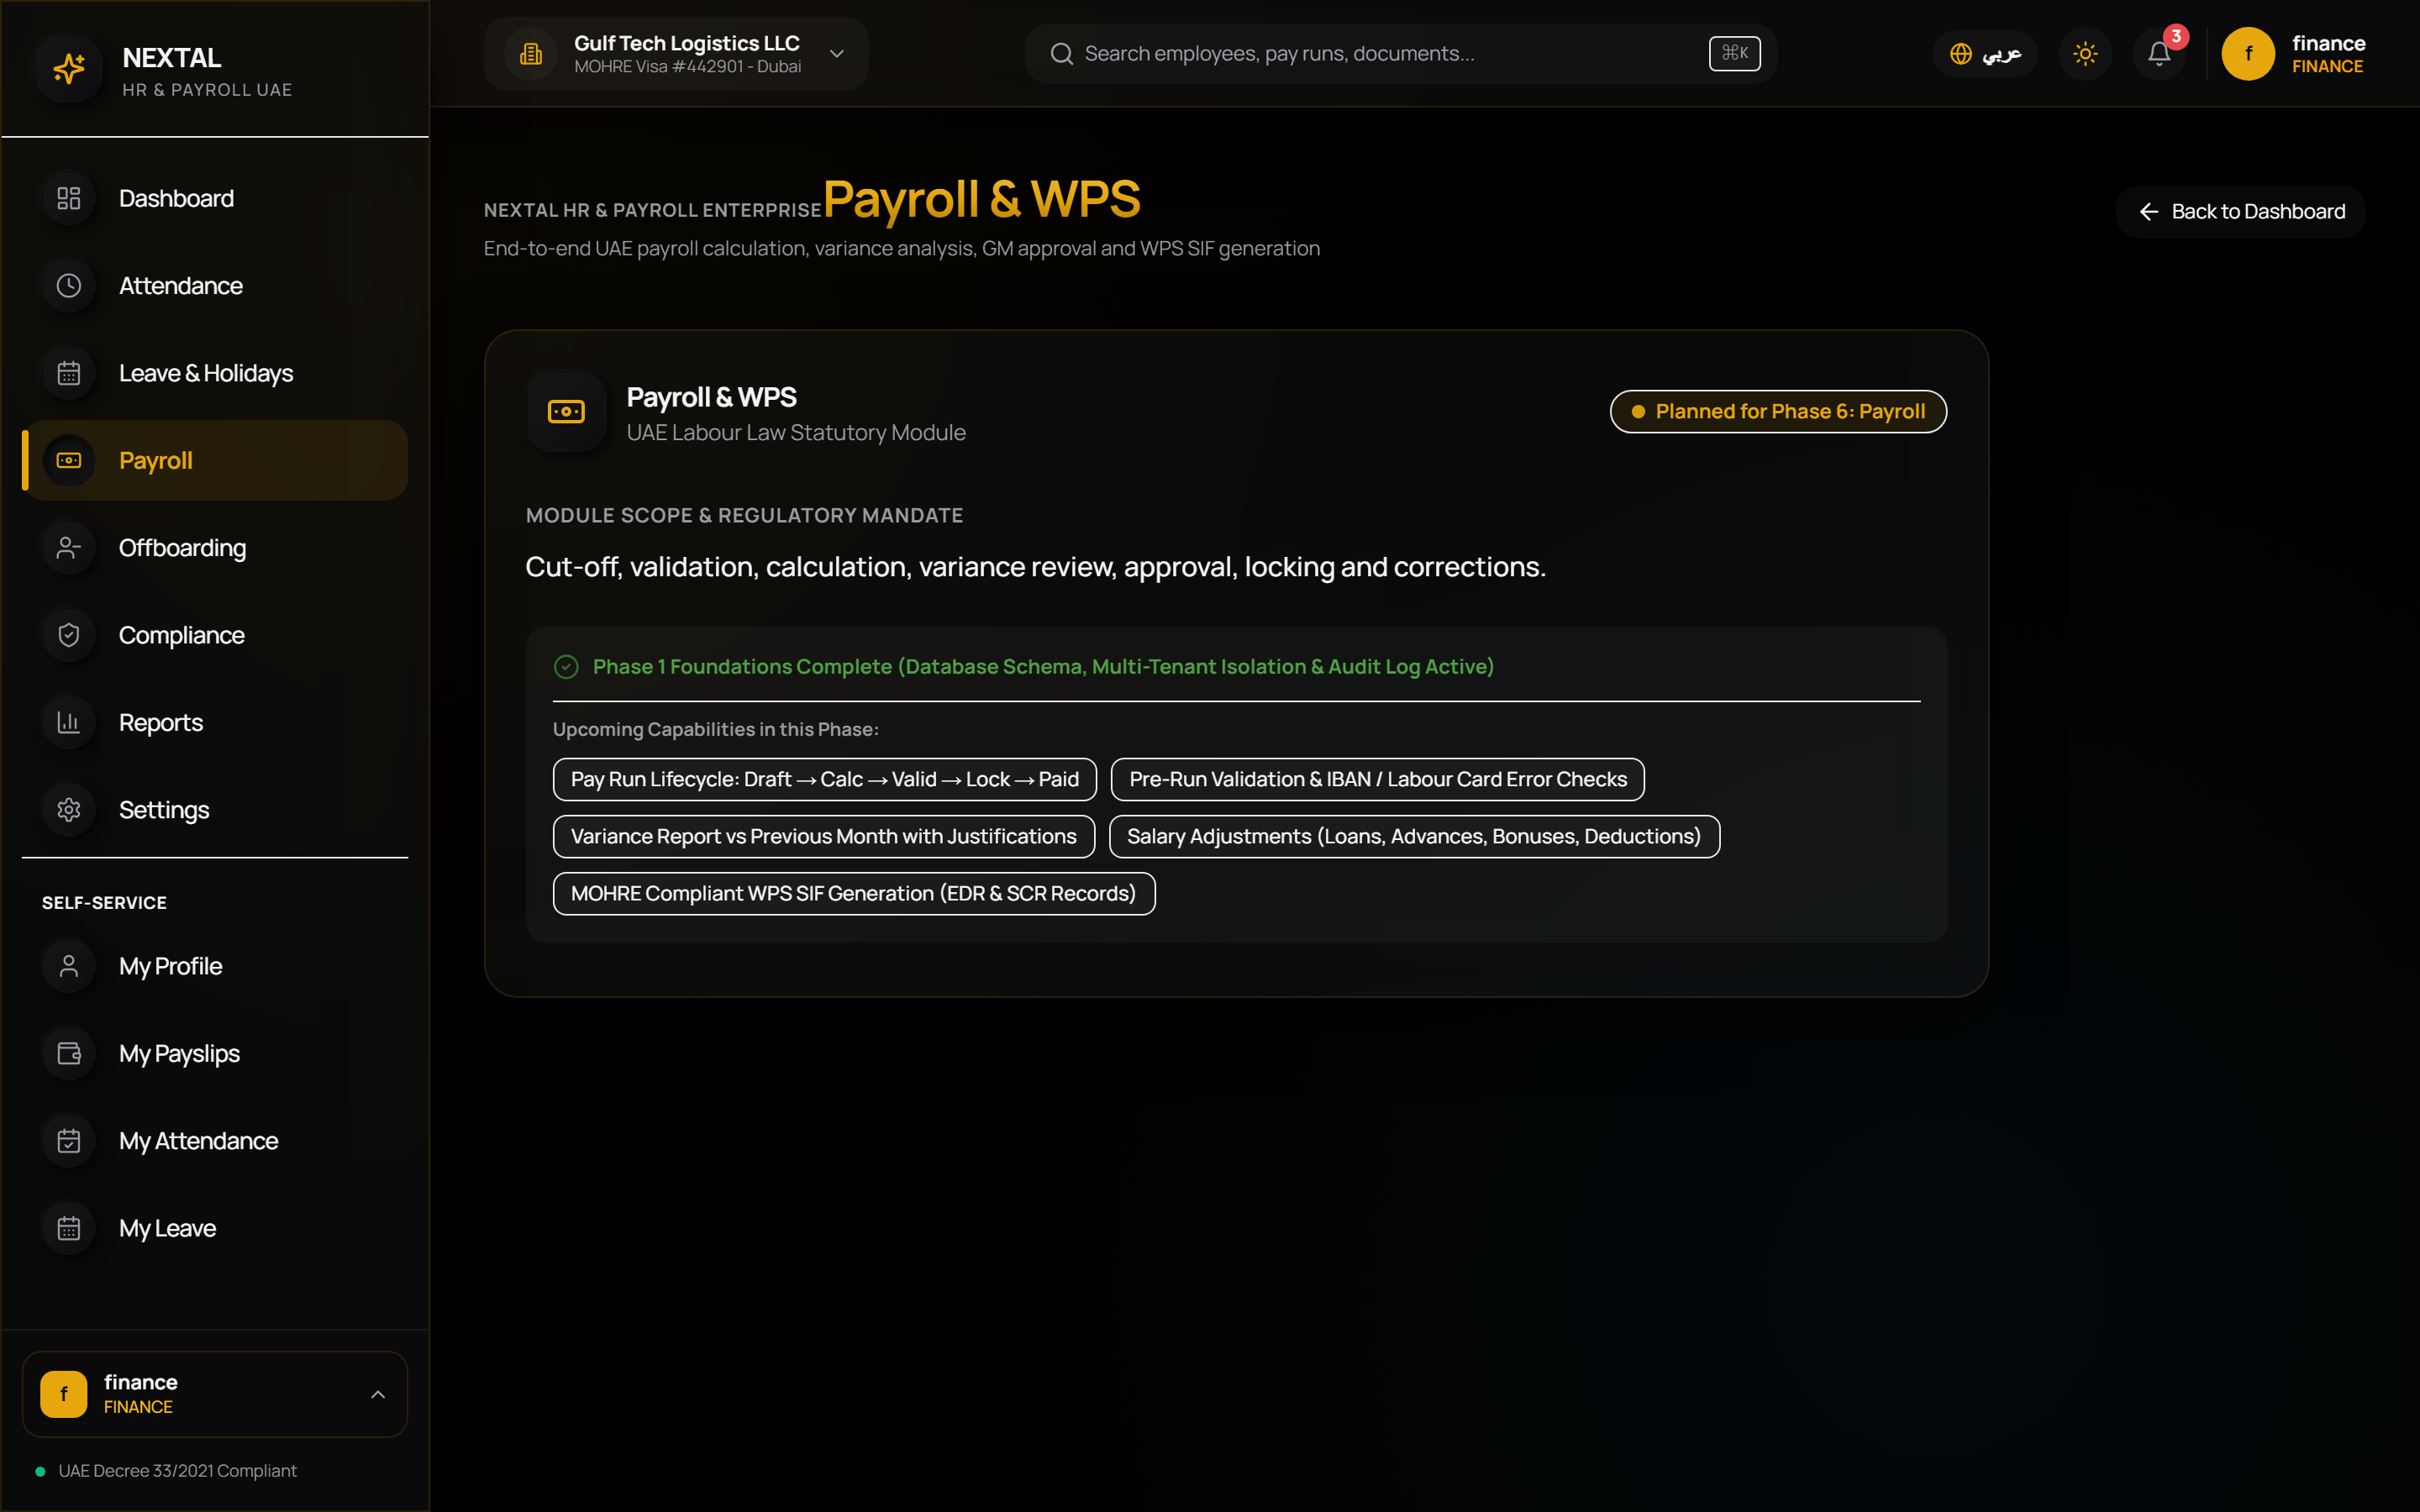 NEXTAL
HR & PAYROLL UAE
Dashboard
Attendance
Leave & Holidays
Payroll
Offboarding
Compliance
Reports
Settings
SELF-SERVICE
My Profile
My Payslips
My Attendance
My Leave
f
finance
FINANCE
UAE Decree 33/2021 Compliant
Gulf Tech Logistics LLC
MOHRE Visa #442901 - Dubai
Search employees, pay runs, documents...
⌘K
عربي
3
f
finance
FINANCE
NEXTAL HR & PAYROLL ENTERPRISE Payroll & WPS
End-to-end UAE payroll calculation, variance analysis, GM approval and WPS SIF generation
Back to Dashboard
Payroll & WPS
UAE Labour Law Statutory Module
Planned for Phase 6: Payroll
MODULE SCOPE & REGULATORY MANDATE
Cut-off, validation, calculation, variance review, approval, locking and corrections.
Phase 1 Foundations Complete (Database Schema, Multi-Tenant Isolation & Audit Log Active)
Upcoming Capabilities in this Phase:
Pay Run Lifecycle: Draft → Calc → Valid → Lock → Paid
Pre-Run Validation & IBAN / Labour Card Error Checks
Variance Report vs Previous Month with Justifications
Salary Adjustments (Loans, Advances, Bonuses, Deductions)
MOHRE Compliant WPS SIF Generation (EDR & SCR Records)